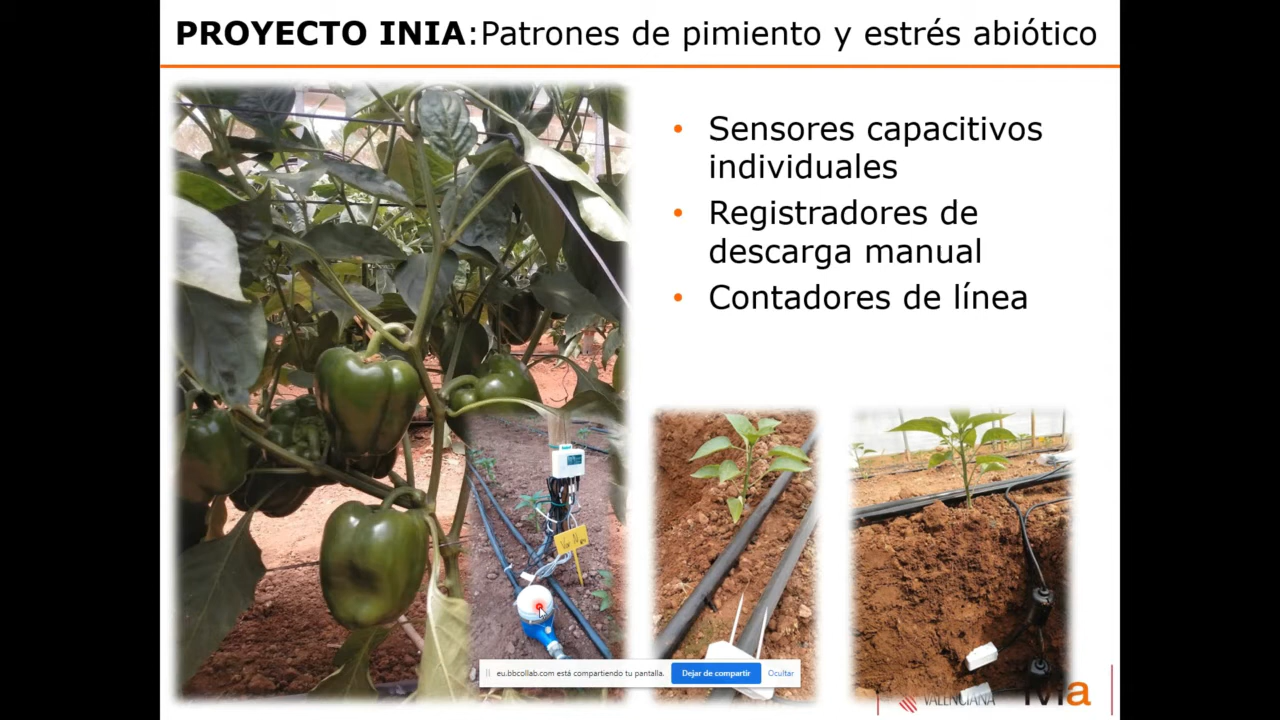 PROYECTO INIA:Patrones de pimiento y estrés abiótico
• Sensores capacitivos
individuales
• Registradores de
descarga manual
• Contadores de línea
eu.bbcollab.com está compartiendo tu pantalla.
Dejar de compartir
Ocultar
VALENCIANA